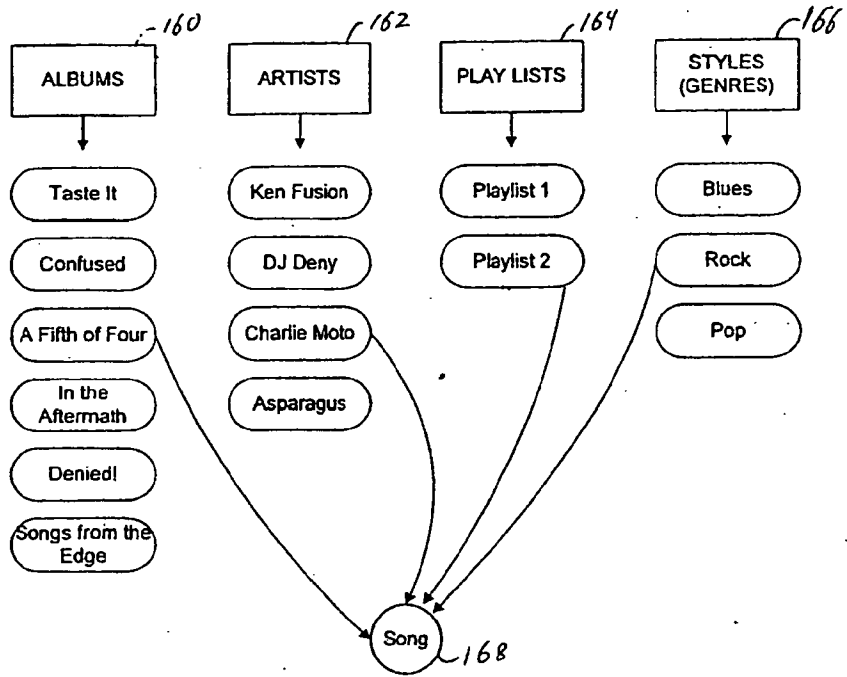 160
162
164
166
ALBUMS
ARTISTS
PLAY LISTS
STYLES
(GENRES)
Taste It
Ken Fusion
Playlist 1
Blues
Confused
DJ Deny
Playlist 2
Rock
A Fifth of Four
Charlie Moto
Pop
In the
Aftermath
Asparagus
Denied!
Songs from the
Edge
Song
168